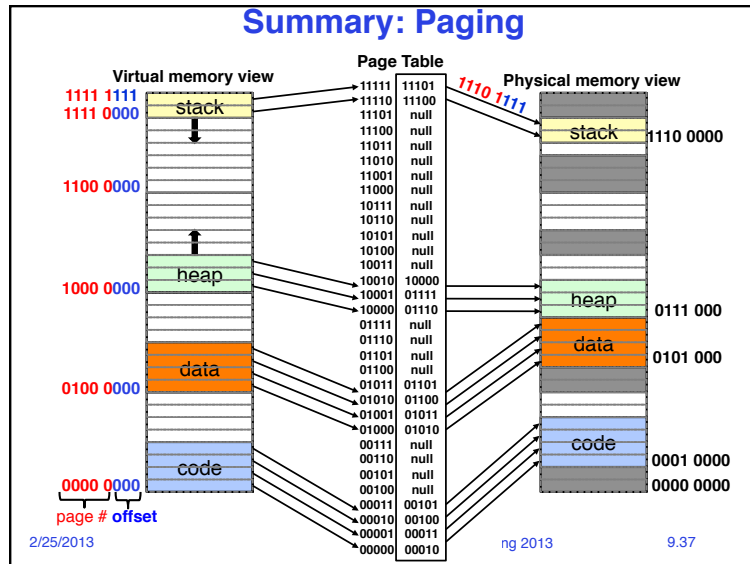 Summary: Paging
Virtual memory view
Page Table
Physical memory view
1111 1111
1111 0000
1100 0000
1000 0000
0100 0000
0000 0000
page # offset
stack
heap
data
code
11111 11101
11110 11100
11101 null
11100 null
11011 null
11010 null
11001 null
11000 null
10111 null
10110 null
10101 null
10100 null
10011 null
10010 10000
10001 01111
10000 01110
01111 null
01110 null
01101 null
01100 null
01011 01101
01010 01100
01001 01011
01000 01010
00111 null
00110 null
00101 null
00100 null
00011 00101
00010 00100
00001 00011
00000 00010
1110 1111
stack
1110 0000
heap
0111 000
data
0101 000
code
0001 0000
0000 0000
2/25/2013
ng 2013
9.37